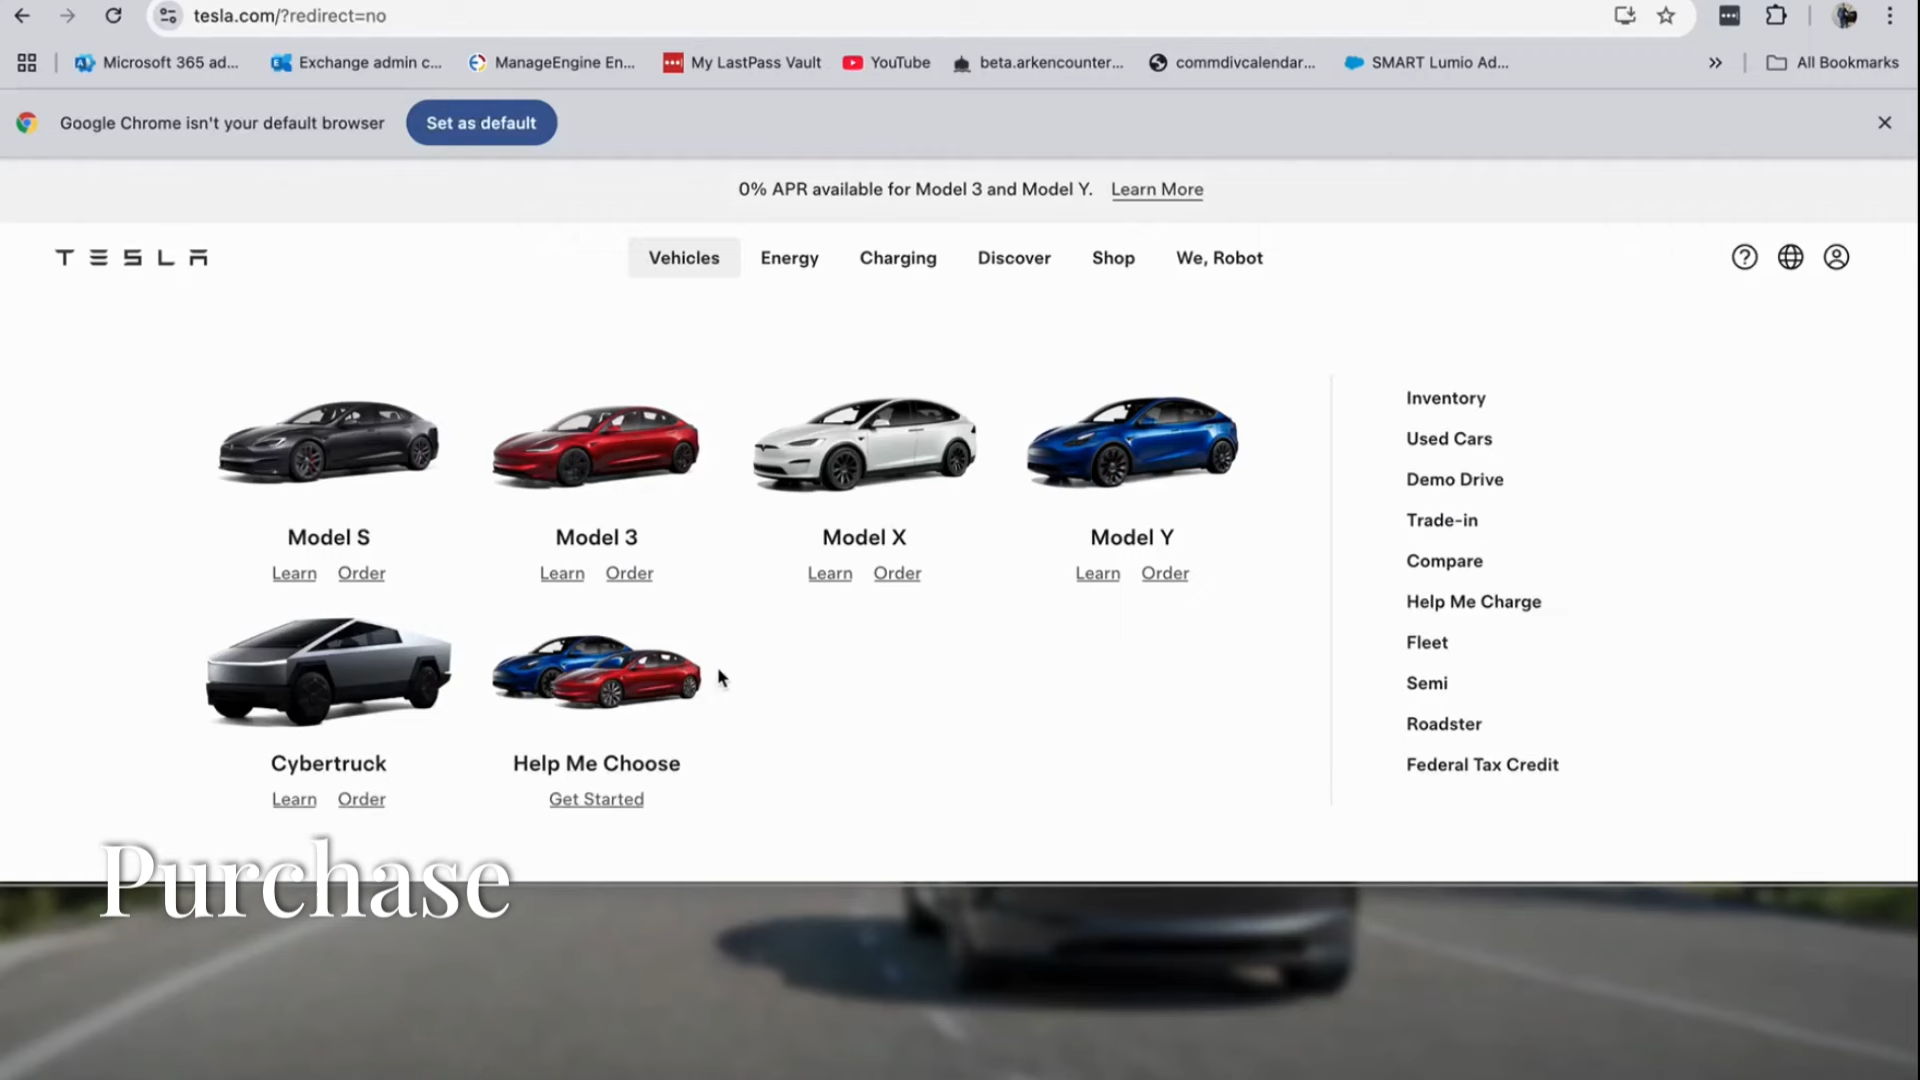 tesla.com/?redirect=no
Microsoft 365 ad...
Exchange admin c...
ManageEngine En...
My LastPass Vault
YouTube
beta.arkencounter...
commdivcalendar...
SMART Lumio Ad...
All Bookmarks
Google Chrome isn't your default browser
Set as default
0% APR available for Model 3 and Model Y. Learn More
TESLA
Vehicles
Energy
Charging
Discover
Shop
We, Robot
Model S
Learn Order
Model 3
Learn Order
Model X
Learn Order
Model Y
Learn Order
Cybertruck
Learn Order
Help Me Choose
Get Started
Inventory
Used Cars
Demo Drive
Trade-in
Compare
Help Me Charge
Fleet
Semi
Roadster
Federal Tax Credit
Purchase